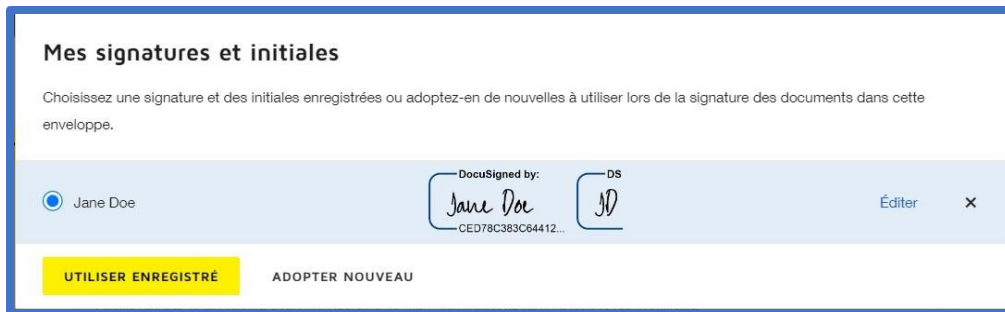 Mes signatures et initiales
Choisissez une signature et des initiales enregistrées ou adoptez-en de nouvelles à utiliser lors de la signature des documents dans cette
enveloppe.
Jane Doe
DocuSigned by:
Jane Doe
CED78C383C64412...
DS
JD
Éditer
UTILISER ENREGISTRÉ
ADOPTER NOUVEAU